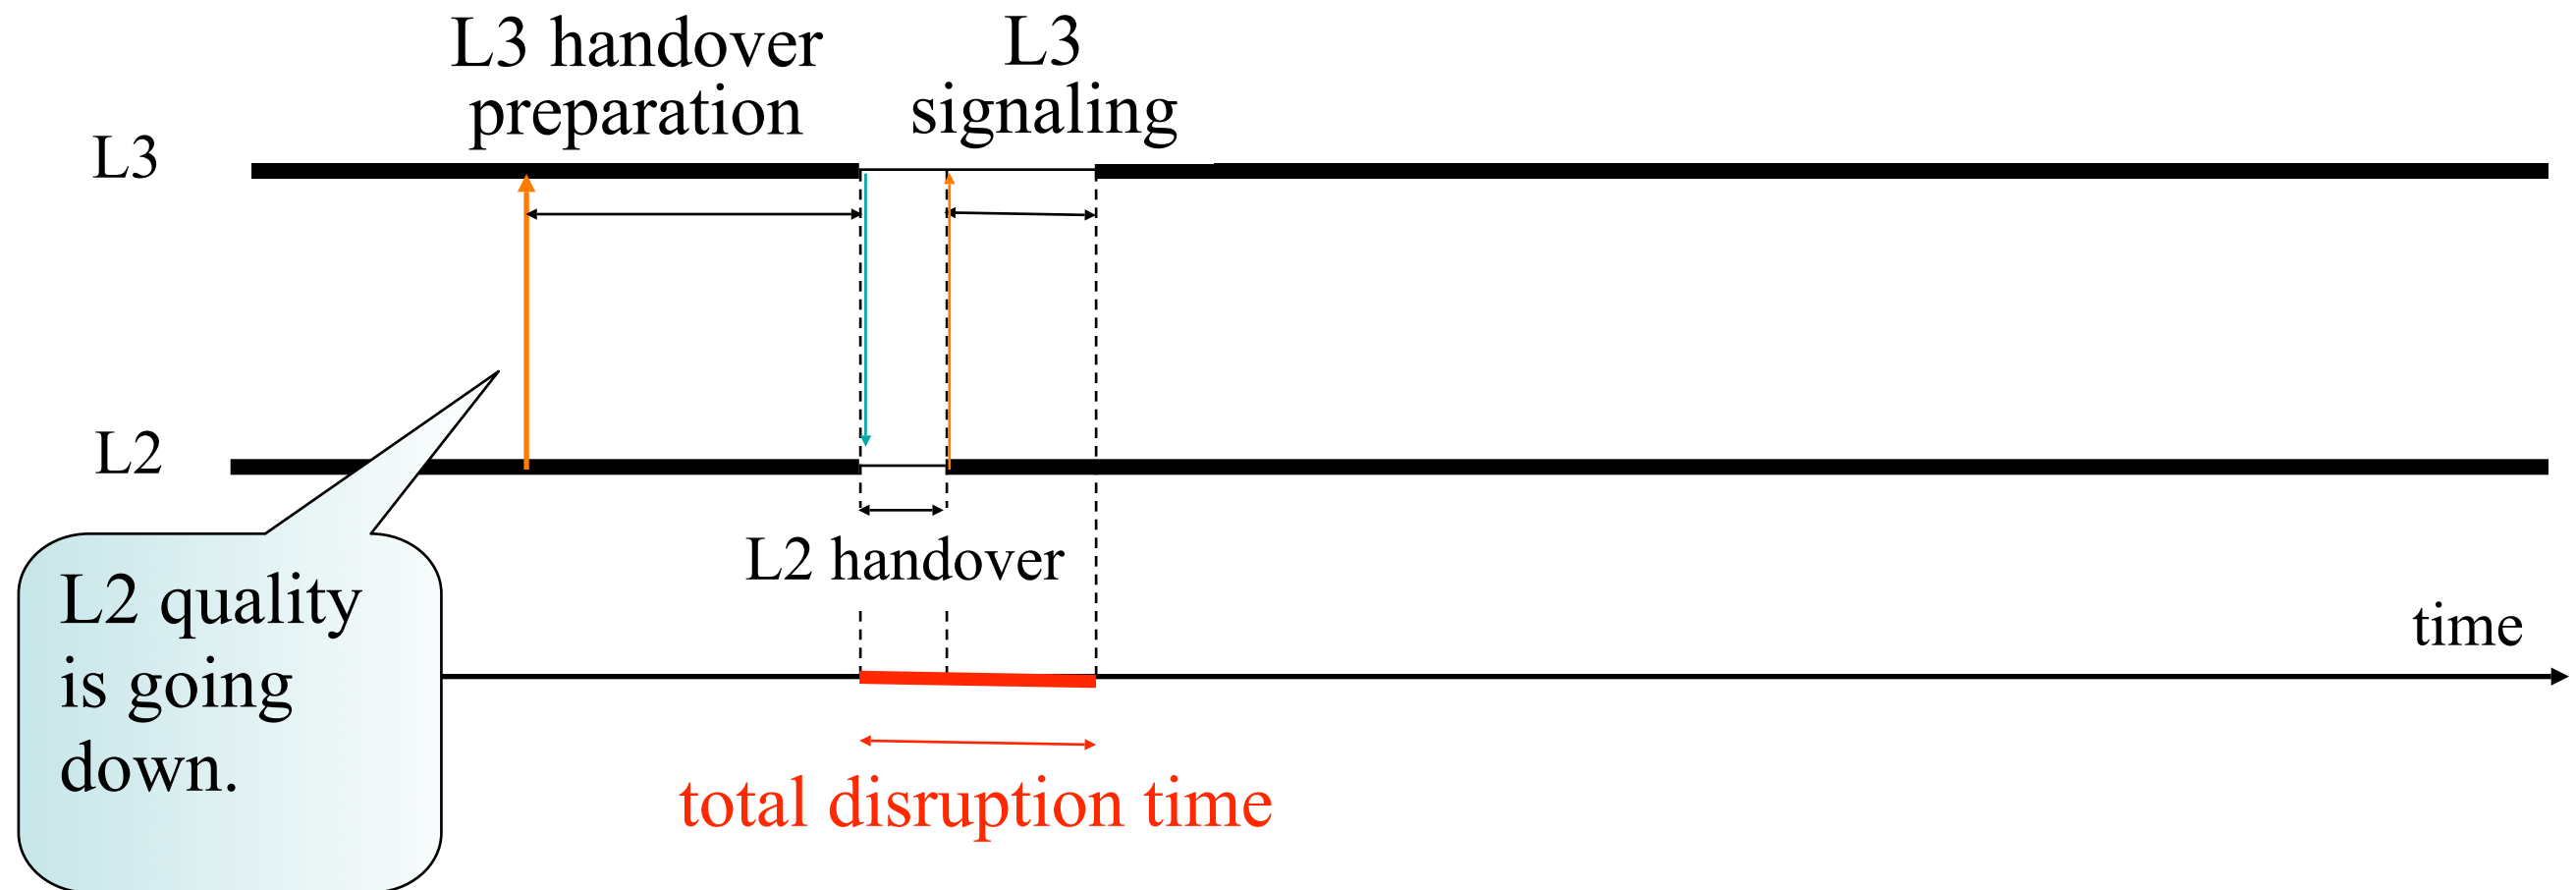 L3 handover
preparation
L3
signaling
L3
L2
L2 handover
L2 quality
is going
down.
time
total disruption time